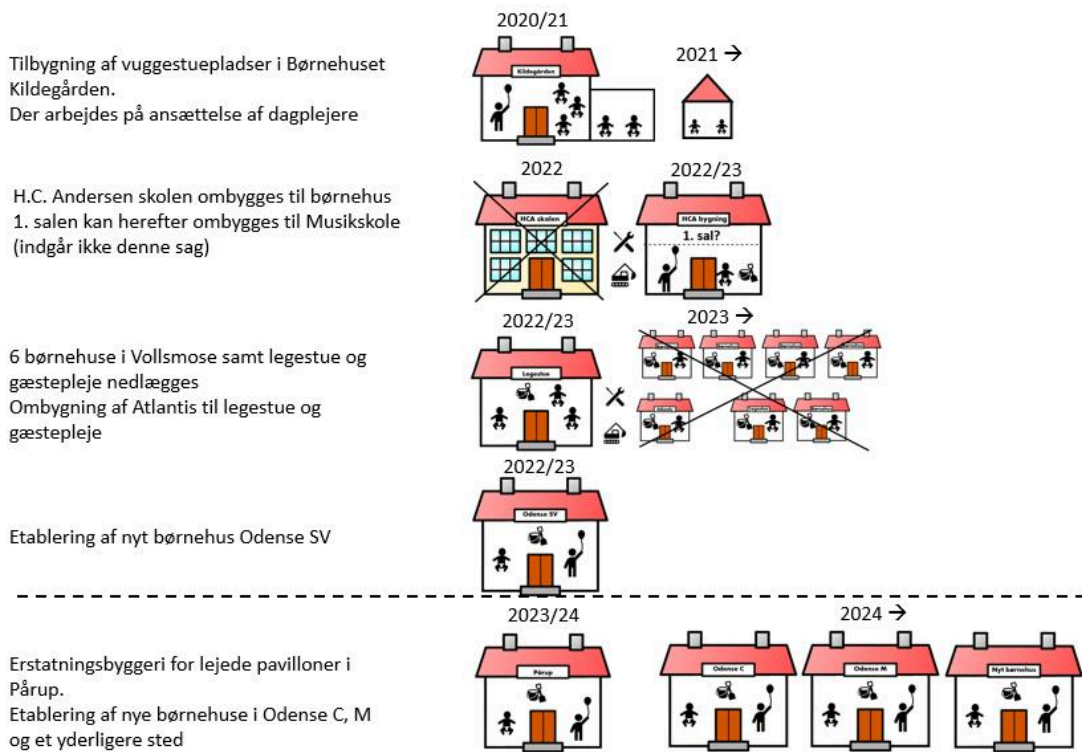 2020/21
Tilbygning af vuggestuepladser i Børnehuset
Kildegården.
Der arbejdes på ansættelse af dagplejere
Kildegården
2021 →
H.C. Andersen skolen ombygges til børnehus
1. salen kan herefter ombygges til Musikskole
(indgår ikke denne sag)
2022
HCA skolen
2022/23
HCA bygning
1. sal?
6 børnehuse i Vollsmose samt legestue og
gæstepleje nedlægges
Ombygning af Atlantis til legestue og
gæstepleje
2022/23
Legestue
2023 →
Atlantis
Etablering af nyt børnehus Odense SV
2022/23
Odense SV
Erstatningsbyggeri for lejede pavilloner i
Pårup.
Etablering af nye børnehuse i Odense C, M
og et yderligere sted
2023/24
Pårup
2024 →
Odense C
Odense M
Nyt børnehus